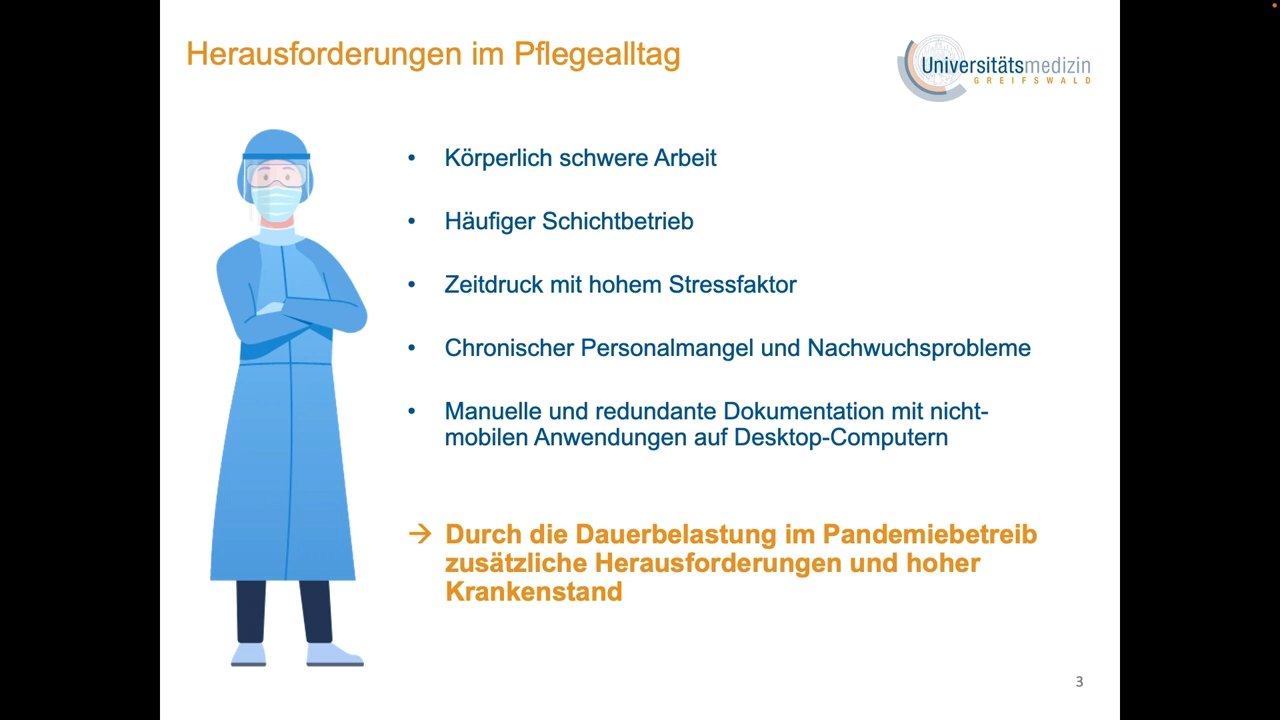 Herausforderungen im Pflegealltag
Universitätsmedizin
GREIFSWALD
• Körperlich schwere Arbeit
• Häufiger Schichtbetrieb
• Zeitdruck mit hohem Stressfaktor
• Chronischer Personalmangel und Nachwuchsprobleme
• Manuelle und redundante Dokumentation mit nicht-
mobilen Anwendungen auf Desktop-Computern
→ Durch die Dauerbelastung im Pandemiebetreib
zusätzliche Herausforderungen und hoher
Krankenstand
3